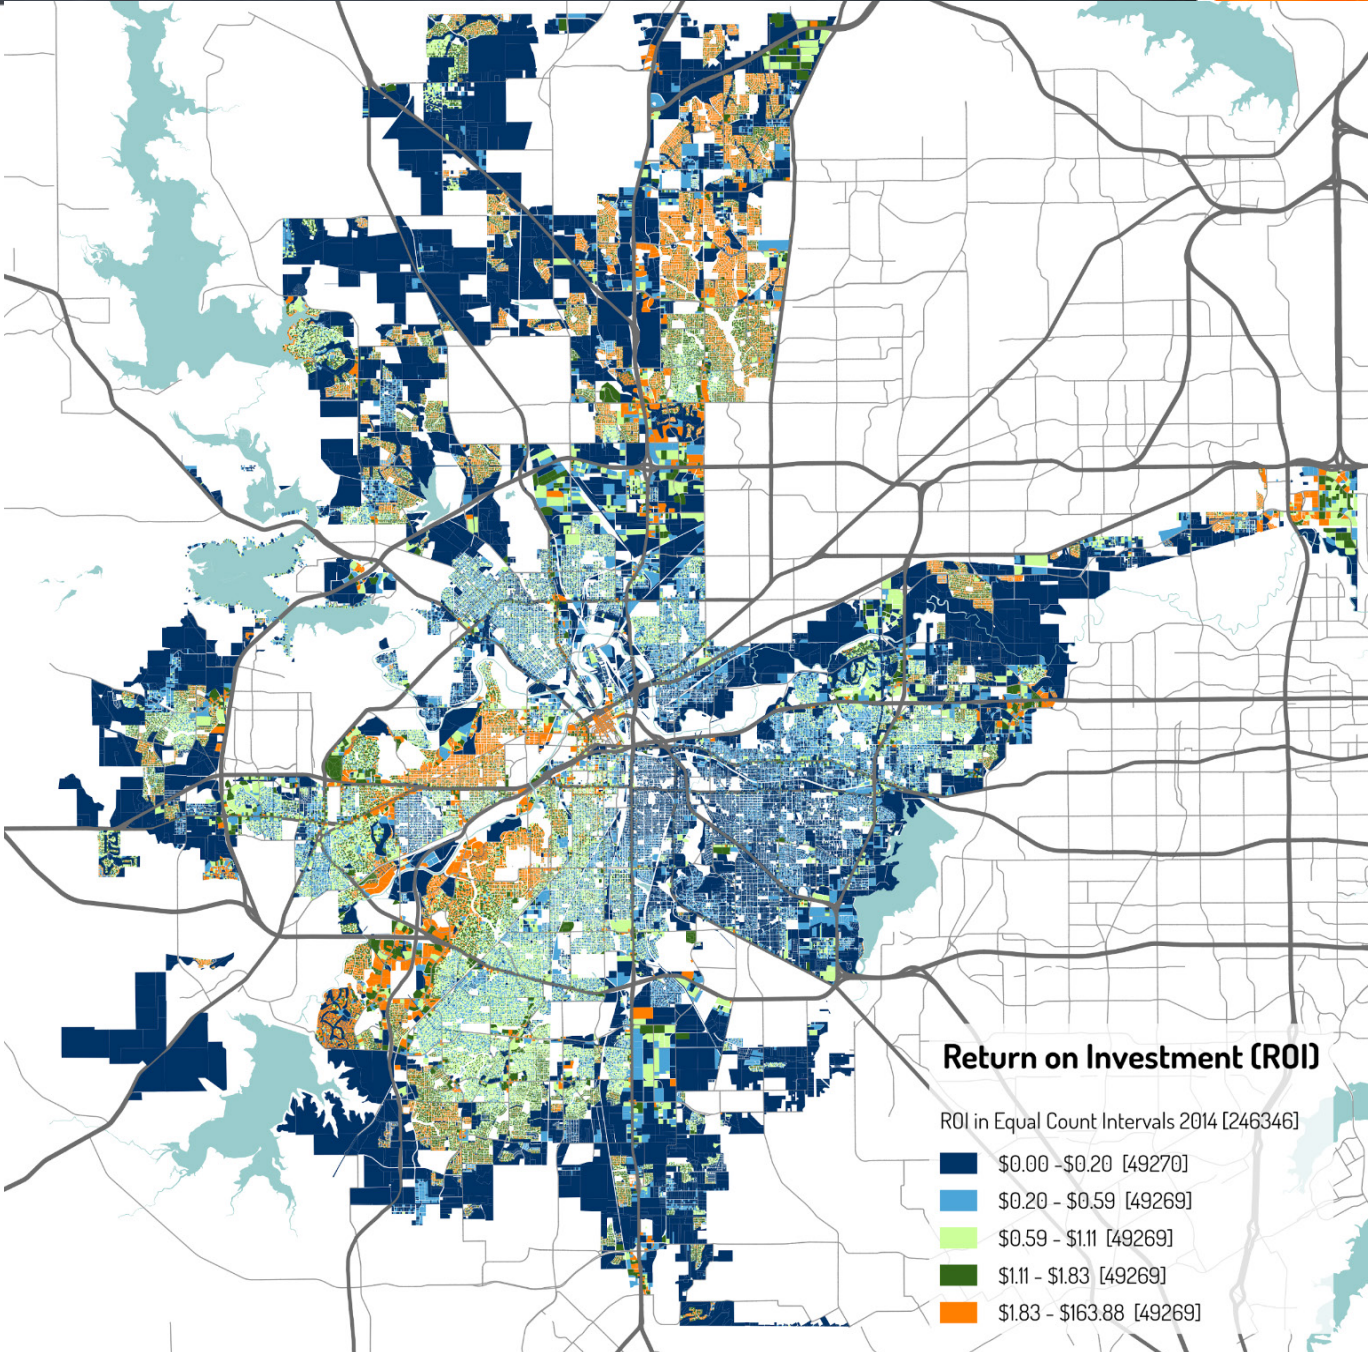 Return on Investment (ROI)
ROI in Equal Count Intervals 2014 [246346]
$0.00 -$0.20 [49270]
$0.20 - $0.59 [49269]
$0.59 - $1.11 [49269]
$1.11 - $1.83 [49269]
$1.83 - $163.88 [49269]